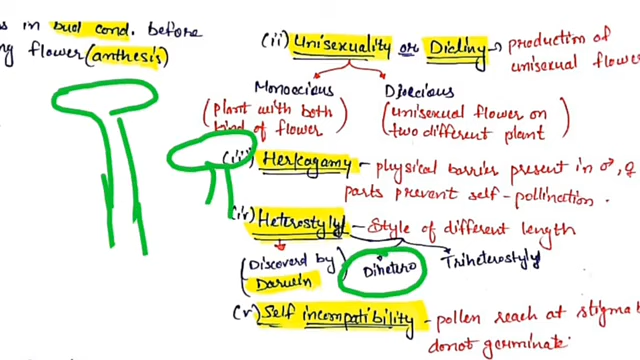 s in bud cond. before
ng flower (anthesis)
(ii) Unisexuality or Dicliny → production of
unisexual flower
Monoecious Dioecious
(plant with both
kind of flower)
(unisexual flower on
two different plant)
(iii) Herkogamy - physical barrier present in ♂, ♀
parts prevent self-pollination.
(iv) Heterostyly - Style of different length
(Discovered by
Darwin)
Dihetero Triheterostyly
(v) Self incompatibility - pollen reach at stigma b
donot germinate